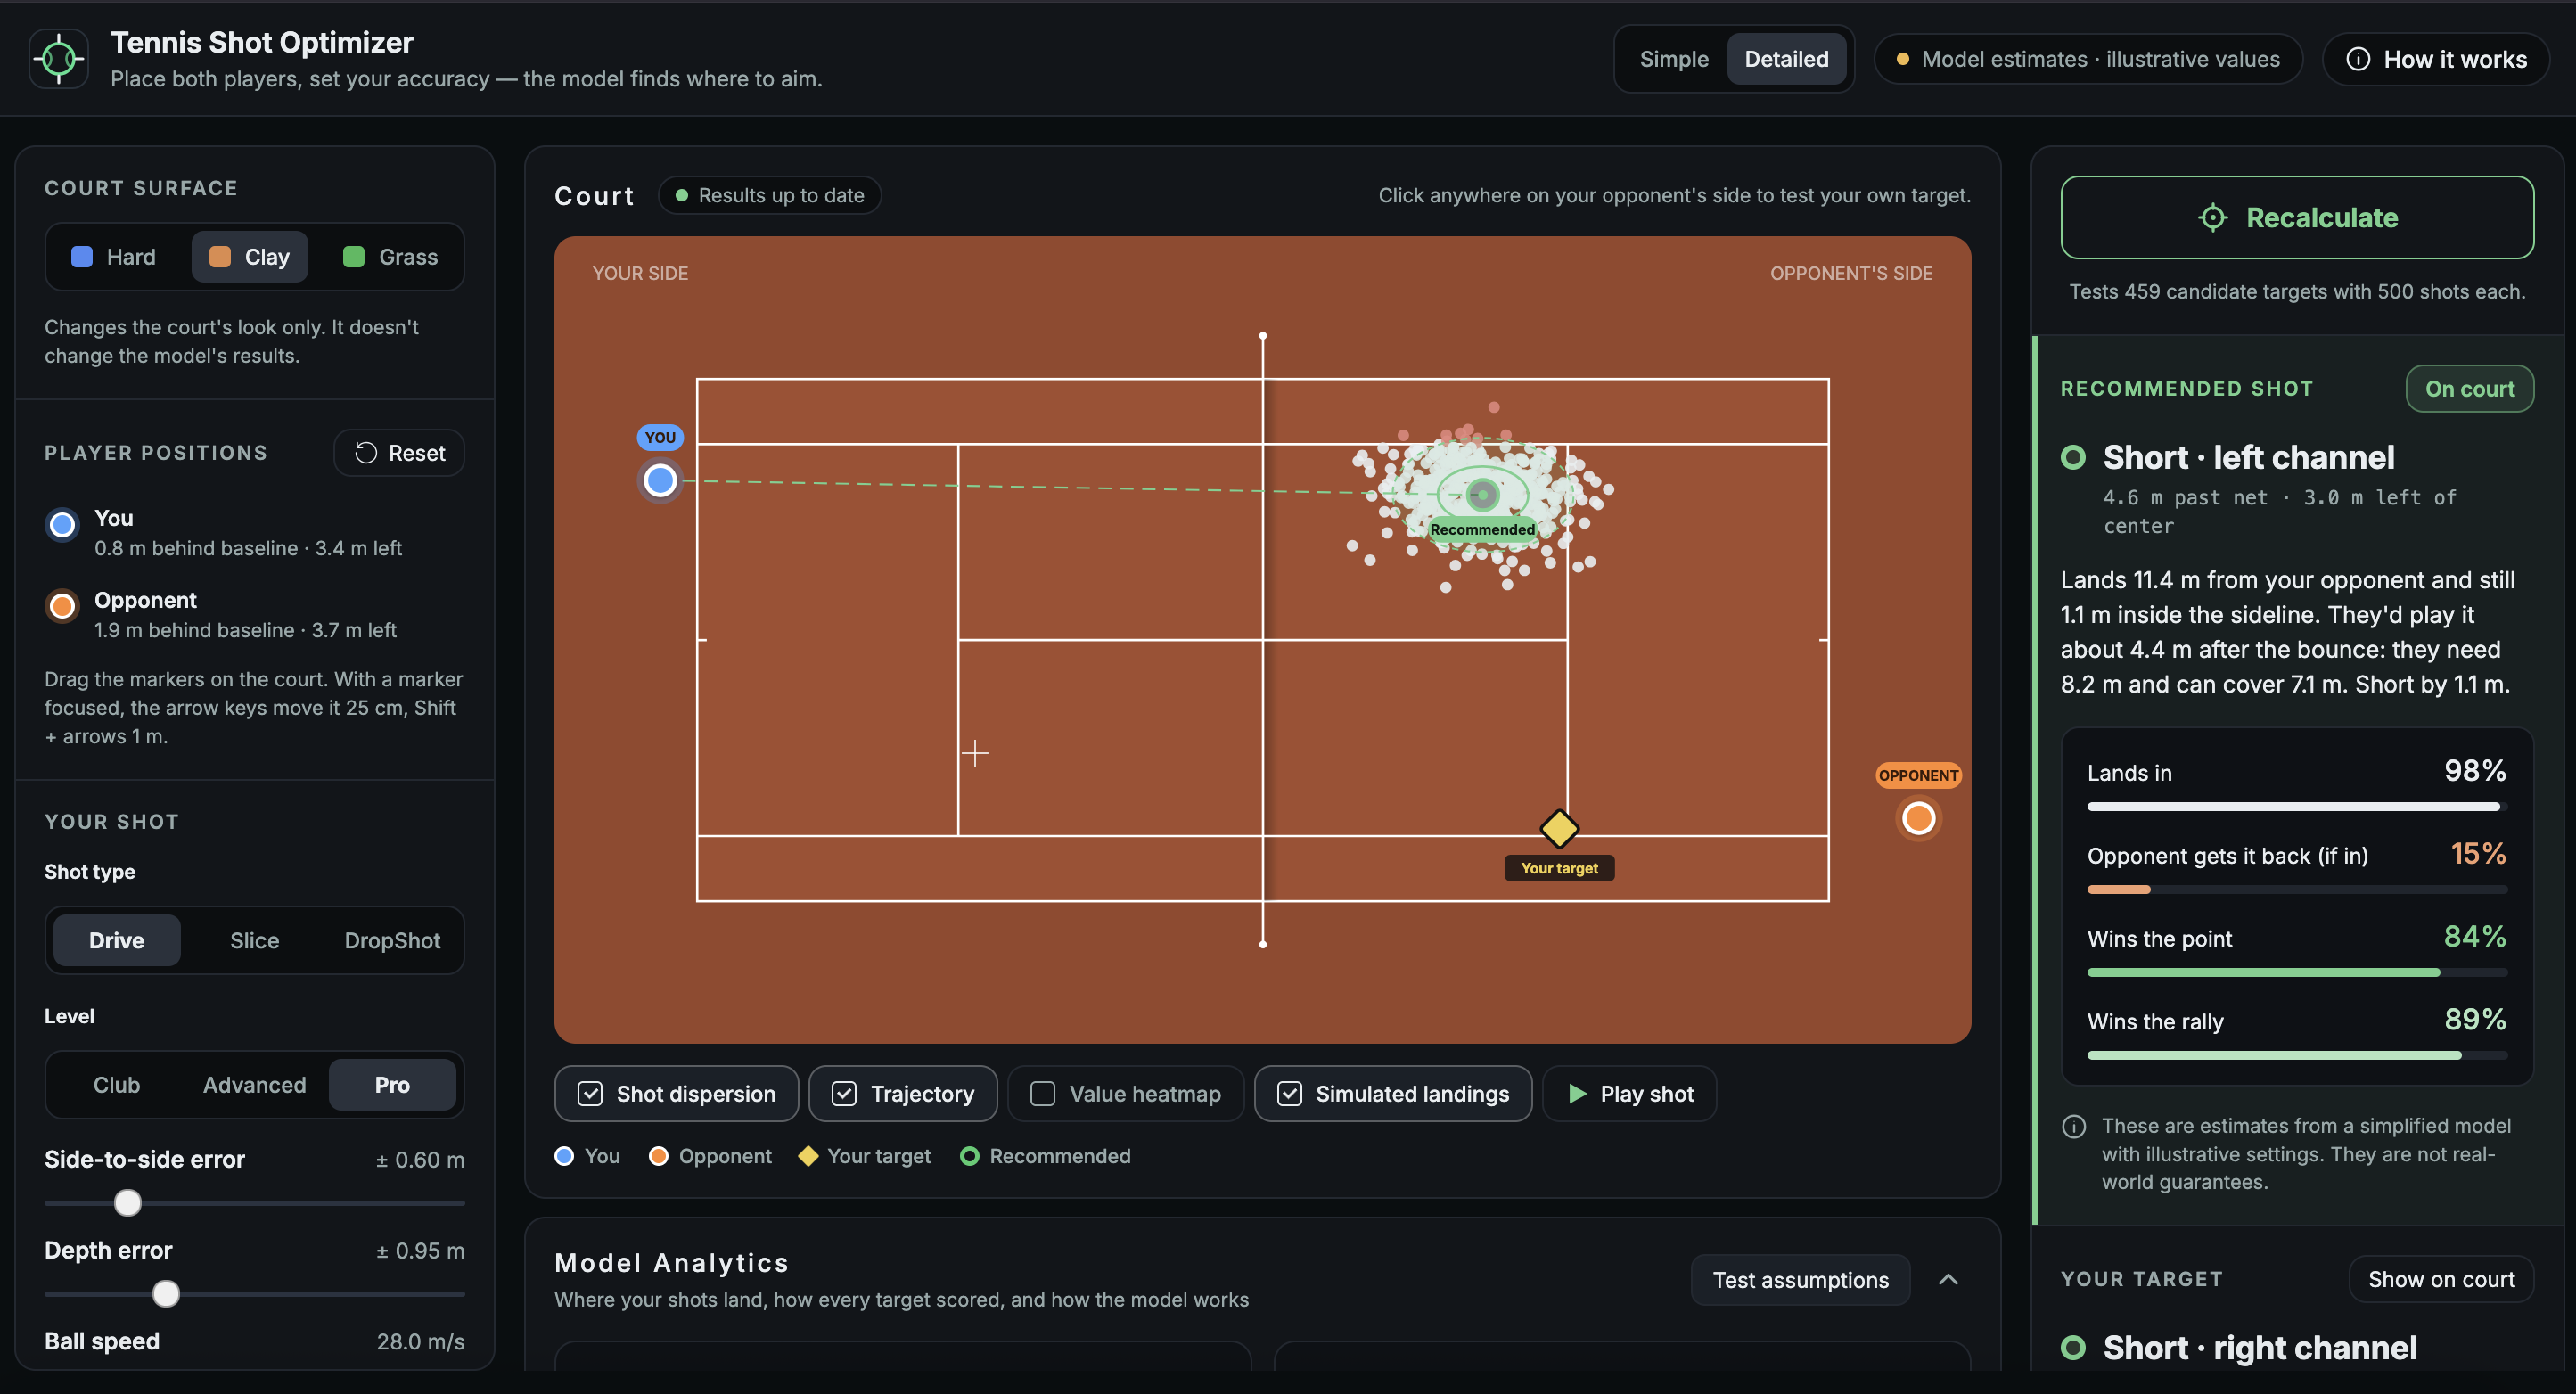 Tennis Shot Optimizer
Place both players, set your accuracy — the model finds where to aim.
Simple
Detailed
Model estimates · illustrative values
How it works
COURT SURFACE
Hard
Clay
Grass
Changes the court's look only. It doesn't
change the model's results.
PLAYER POSITIONS
Reset
You
0.8 m behind baseline · 3.4 m left
Opponent
1.9 m behind baseline · 3.7 m left
Drag the markers on the court. With a marker
focused, the arrow keys move it 25 cm, Shift
+ arrows 1 m.
YOUR SHOT
Shot type
Drive
Slice
DropShot
Level
Club
Advanced
Pro
Side-to-side error
± 0.60 m
Depth error
± 0.95 m
Ball speed
28.0 m/s
Court
Results up to date
Click anywhere on your opponent's side to test your own target.
YOUR SIDE
OPPONENT'S SIDE
YOU
Recommended
OPPONENT
Your target
Shot dispersion
Trajectory
Value heatmap
Simulated landings
Play shot
You
Opponent
Your target
Recommended
Model Analytics
Where your shots land, how every target scored, and how the model works
Test assumptions
Recalculate
Tests 459 candidate targets with 500 shots each.
RECOMMENDED SHOT
On court
Short · left channel
4.6 m past net · 3.0 m left of
center
Lands 11.4 m from your opponent and still
1.1 m inside the sideline. They'd play it
about 4.4 m after the bounce: they need
8.2 m and can cover 7.1 m. Short by 1.1 m.
Lands in
98%
Opponent gets it back (if in)
15%
Wins the point
84%
Wins the rally
89%
These are estimates from a simplified model
with illustrative settings. They are not real-
world guarantees.
YOUR TARGET
Show on court
Short · right channel